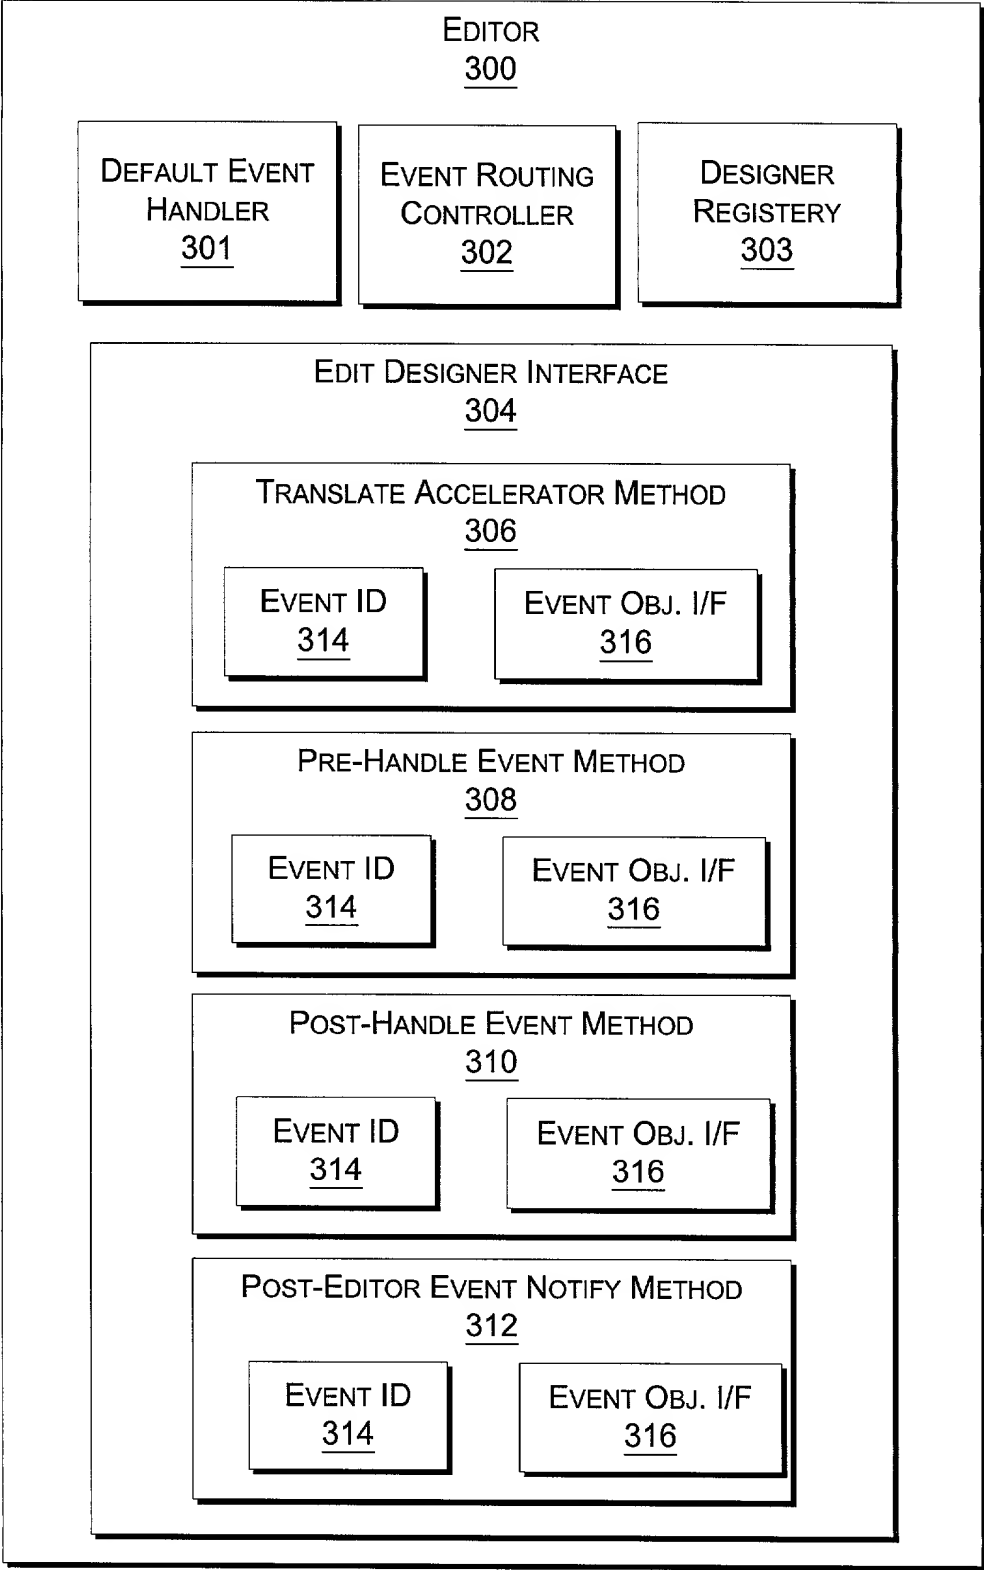 EDITOR
300
DEFAULT EVENT
HANDLER
301
EVENT ROUTING
CONTROLLER
302
DESIGNER
REGISTERY
303
EDIT DESIGNER INTERFACE
304
TRANSLATE ACCELERATOR METHOD
306
EVENT ID
314
EVENT OBJ. I/F
316
PRE-HANDLE EVENT METHOD
308
EVENT ID
314
EVENT OBJ. I/F
316
POST-HANDLE EVENT METHOD
310
EVENT ID
314
EVENT OBJ. I/F
316
POST-EDITOR EVENT NOTIFY METHOD
312
EVENT ID
314
EVENT OBJ. I/F
316